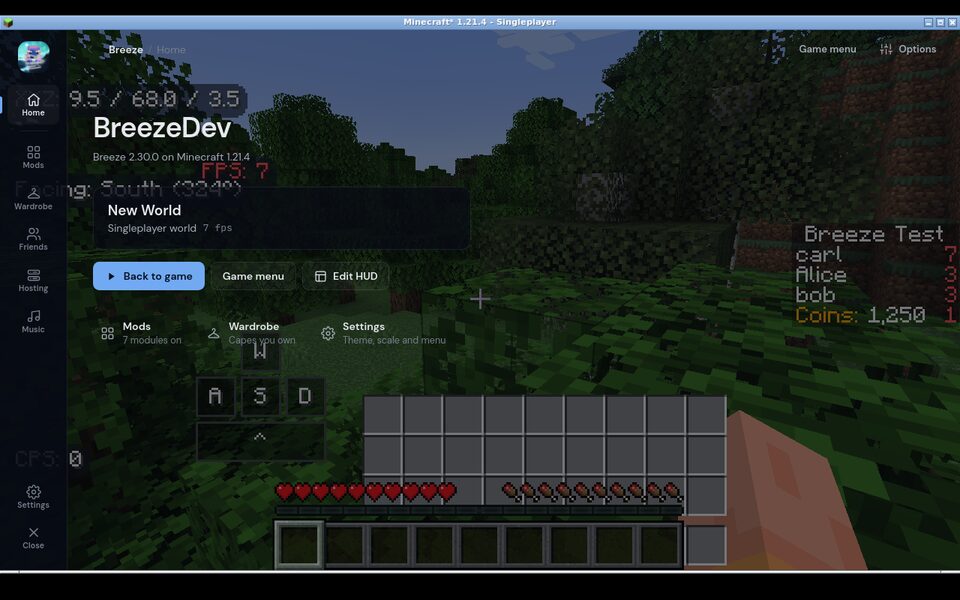 Minecraft* 1.21.4 - Singleplayer
Breeze / Home
Game menu
Options
9.5 / 68.0 / 3.5
Home
BreezeDev
Breeze 2.30.0 on Minecraft 1.21.4
Mods
FPS: 7
Facing: South (324°)
Wardrobe
New World
Singleplayer world 7 fps
Friends
Breeze Test
carl 7
Alice 3
bob 3
Coins: 1,250 1
Back to game
Game menu
Edit HUD
Hosting
Music
Mods
7 modules on
Wardrobe
Capes you own
Settings
Theme, scale and menu
W
A S D
^
CPS: 0
Settings
Close